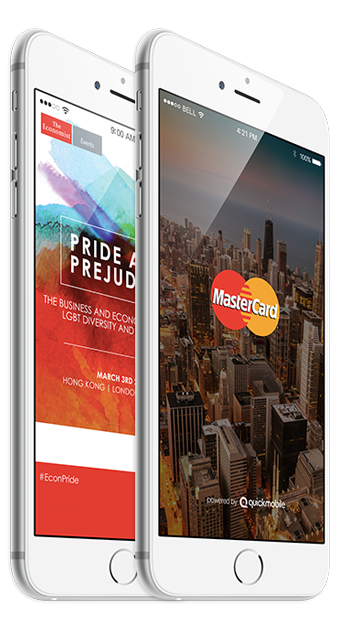 The
Economist
Events
9:00 AM
PRIDE A
PREJUD
THE BUSINESS AND ECONO
LGBT DIVERSITY AND
MARCH 3RD
HONG KONG | LONDO
#EconPride
BELL
4:21 PM
100%
MasterCard
powered by quickmobile